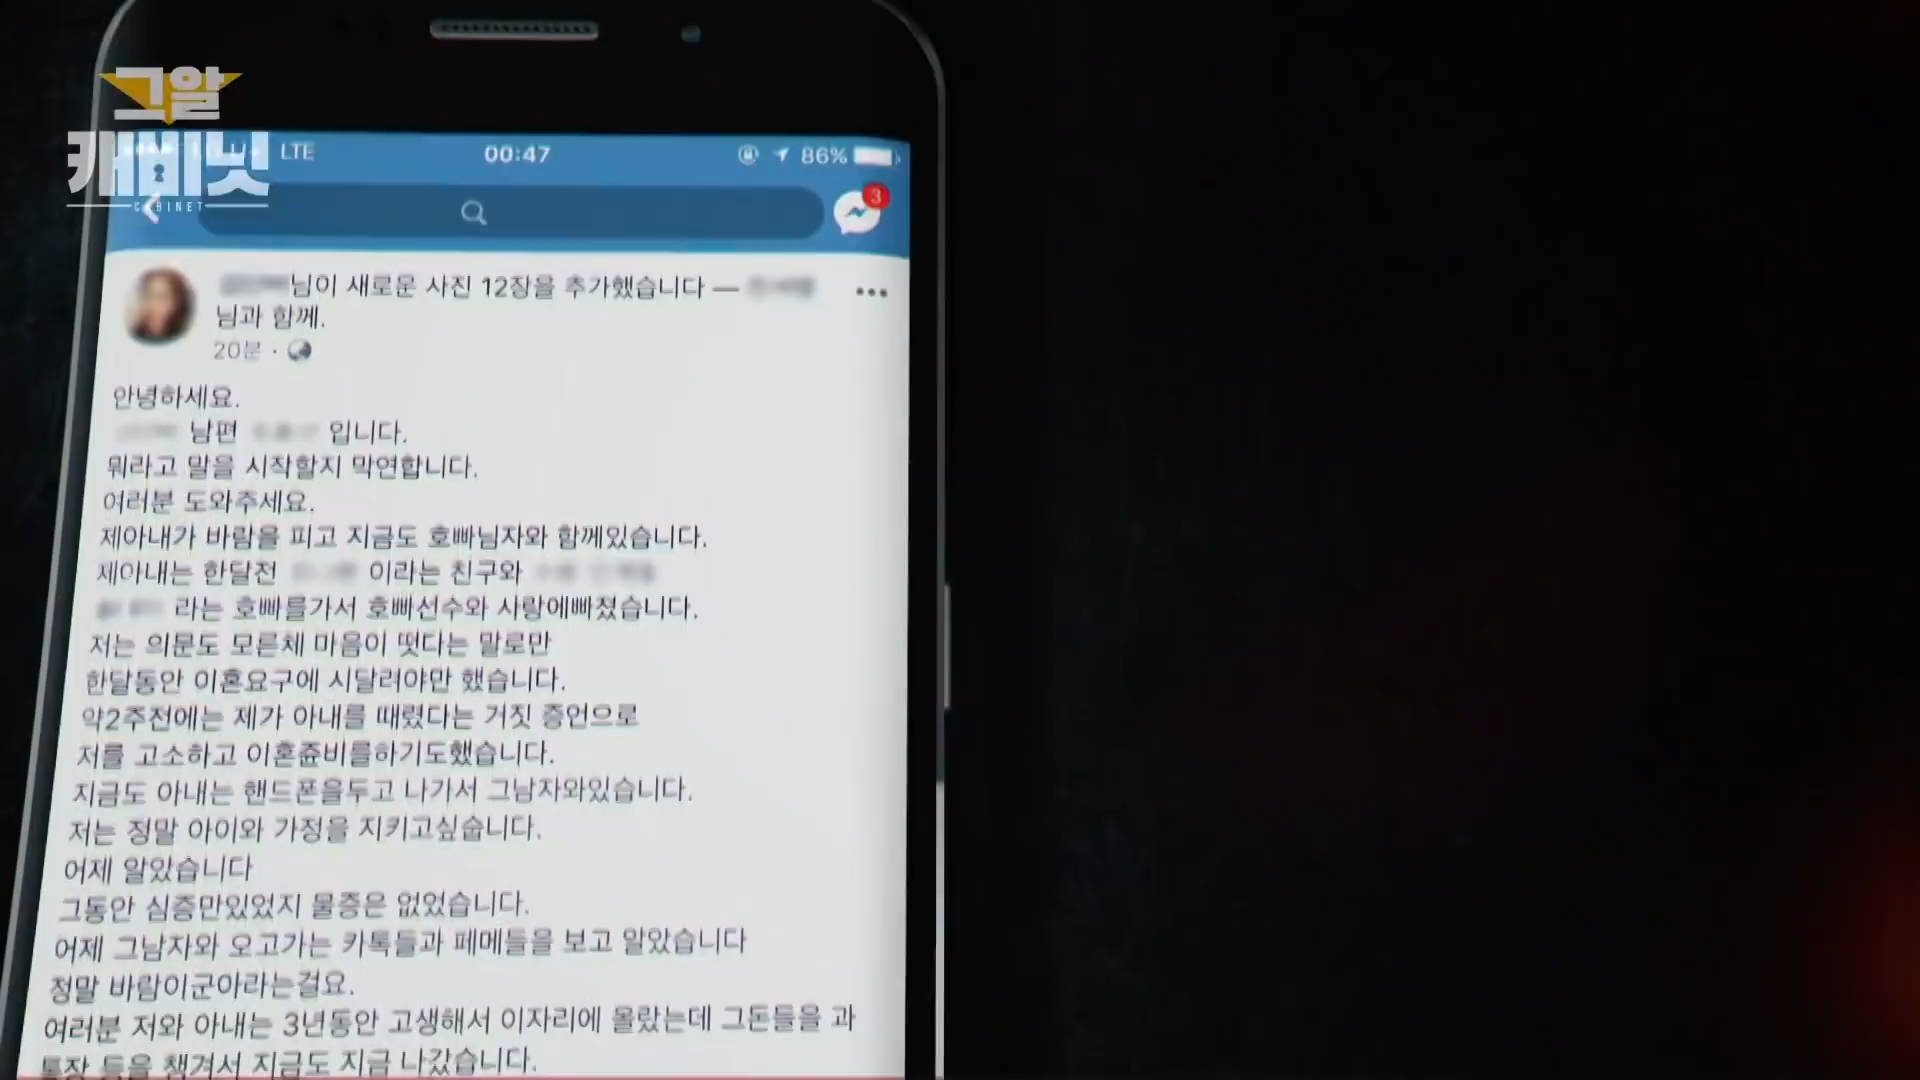 그알
캐비닛
CABINET
LTE
00:47
86%
3
님이 새로운 사진 12장을 추가했습니다 —
님과 함께.
20분 ·
안녕하세요.
남편 입니다.
뭐라고 말을 시작할지 막연합니다.
여러분 도와주세요.
제아내가 바람을 피고 지금도 호빠님자와 함께있습니다.
제아내는 한달전 이라는 친구와
라는 호빠를가서 호빠선수와 사랑에빠졌습니다.
저는 의문도 모른체 마음이 떳다는 말로만
한달동안 이혼요구에 시달려야만 했습니다.
약2주전에는 제가 아내를 때렸다는 거짓 증언으로
저를 고소하고 이혼쥰비를하기도했습니다.
지금도 아내는 핸드폰을두고 나가서 그남자와있습니다.
저는 정말 아이와 가정을 지키고싶습니다.
어제 알았습니다
그동안 심증만있었지 물증은 없었습니다.
어제 그남자와 오고가는 카톡들과 페메들을 보고 알았습니다
정말 바람이군아라는걸요.
여러분 저와 아내는 3년동안 고생해서 이자리에 올랐는데 그돈들을 과
통장 등을 챙겨서 지금도 지금 나갔습니다.